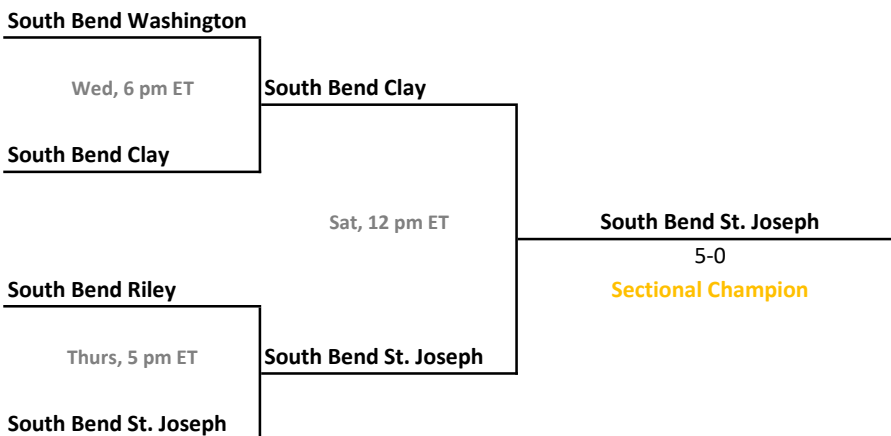 South Bend Washington
Wed, 6 pm ET
South Bend Clay
South Bend Clay
Sat, 12 pm ET
South Bend St. Joseph
5-0
South Bend Riley
Sectional Champion
Thurs, 5 pm ET
South Bend St. Joseph
South Bend St. Joseph